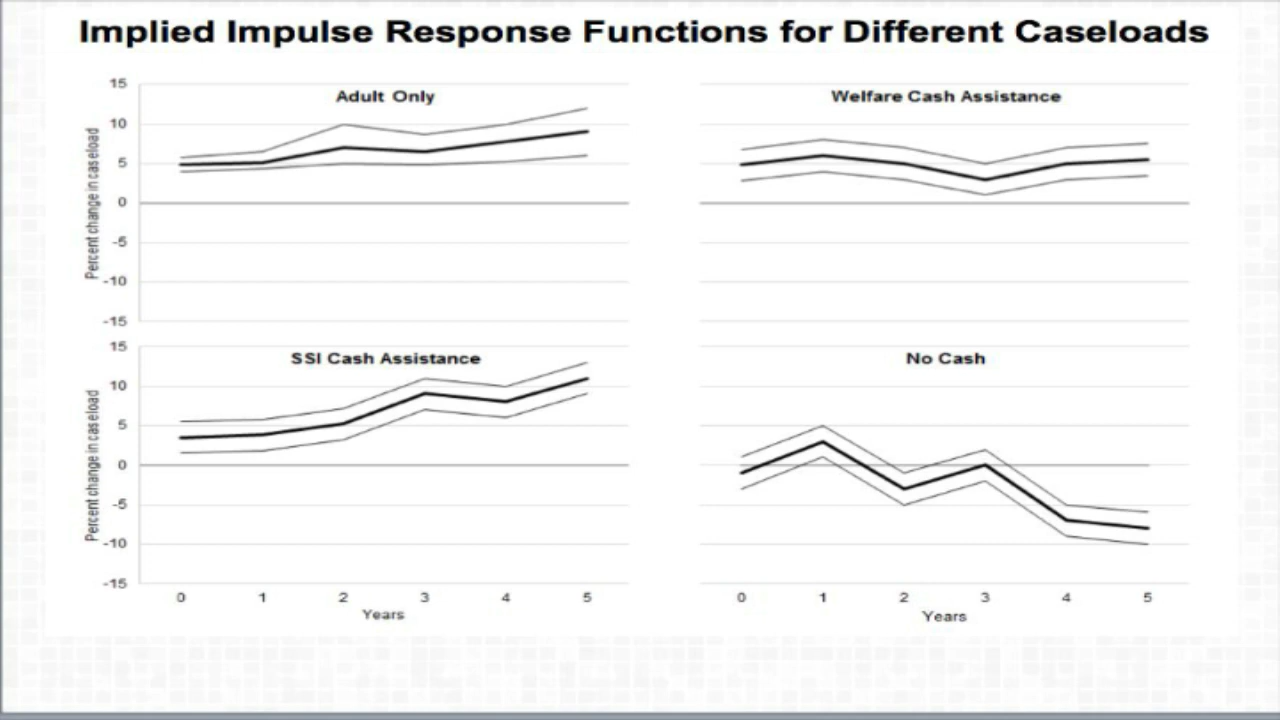 Implied Impulse Response Functions for Different Caseloads
Adult Only
Percent change in caseload
15
10
5
0
-5
-10
-15
Welfare Cash Assistance
SSI Cash Assistance
Percent change in caseload
15
10
5
0
-5
-10
-15
0 1 2 3 4 5
Years
No Cash
0 1 2 3 4 5
Years